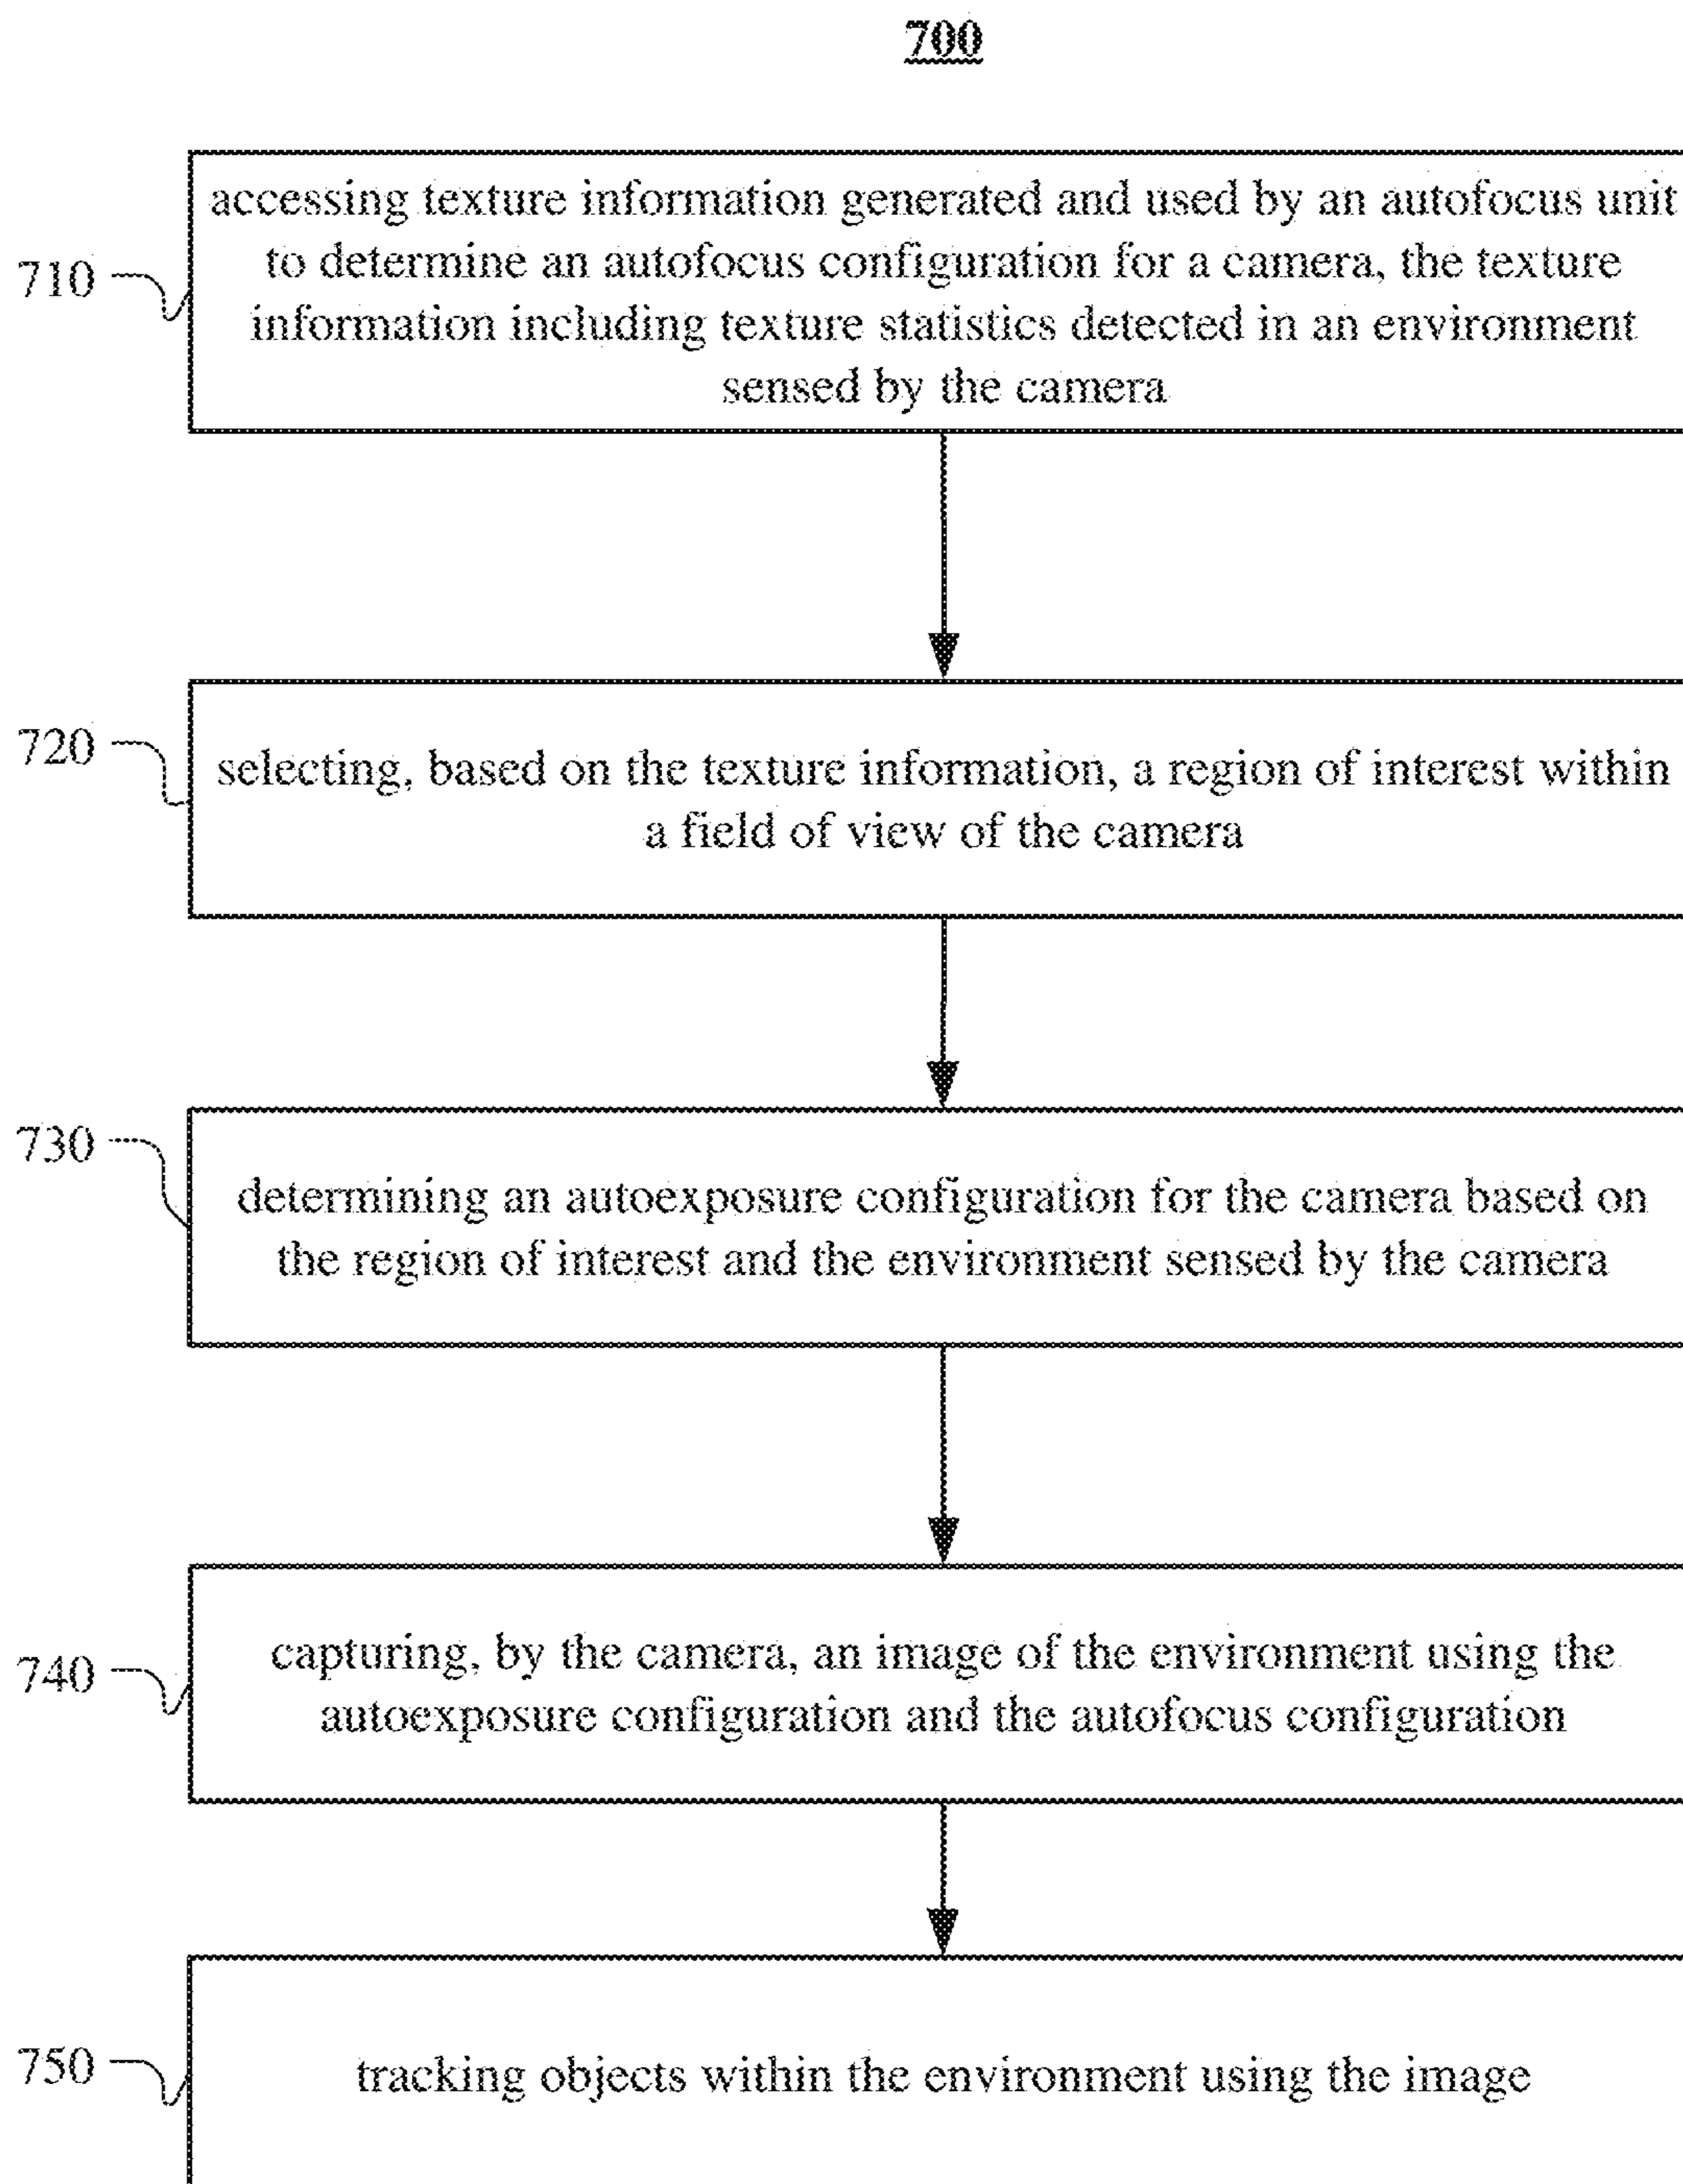 700
710
accessing texture information generated and used by an autofocus unit
to determine an autofocus configuration for a camera, the texture
information including texture statistics detected in an environment
sensed by the camera
720
selecting, based on the texture information, a region of interest within
a field of view of the camera
730
determining an autoexposure configuration for the camera based on
the region of interest and the environment sensed by the camera
740
capturing, by the camera, an image of the environment using the
autoexposure configuration and the autofocus configuration
750
tracking objects within the environment using the image